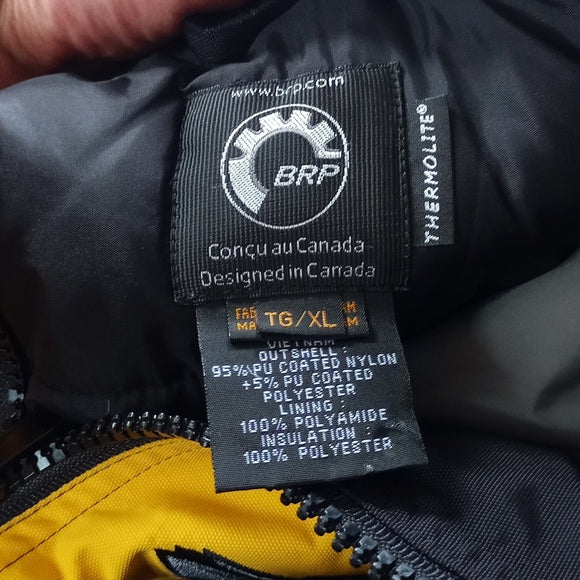 www.brp.com
BRP
THERMOLITE®
Conçu au Canada
Designed in Canada
TG/XL
VIETNAM
OUTSHELL :
95% PU COATED NYLON
+5% PU COATED
POLYESTER
LINING :
100% POLYAMIDE
INSULATION :
100% POLYESTER